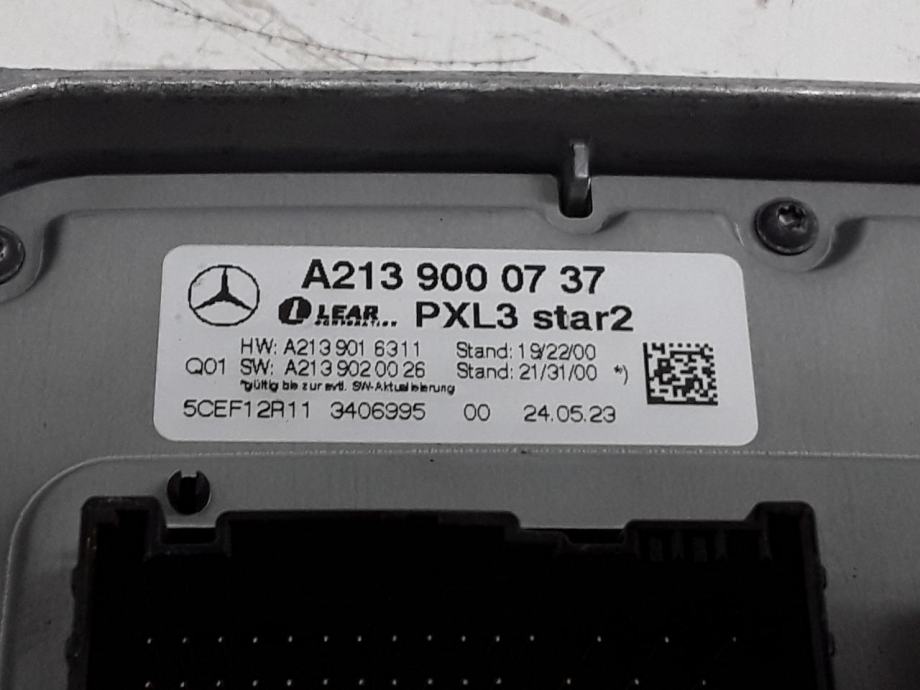 A213 900 07 37
LEAR CORPORATION PXL3 star2
HW: A213 901 6311 Stand: 19/22/00
Q01 SW: A213 902 00 26 Stand: 21/31/00 *)
*gültig bis zur evtl. SW-Aktualisierung
5CEF12R11 3406995 00 24.05.23